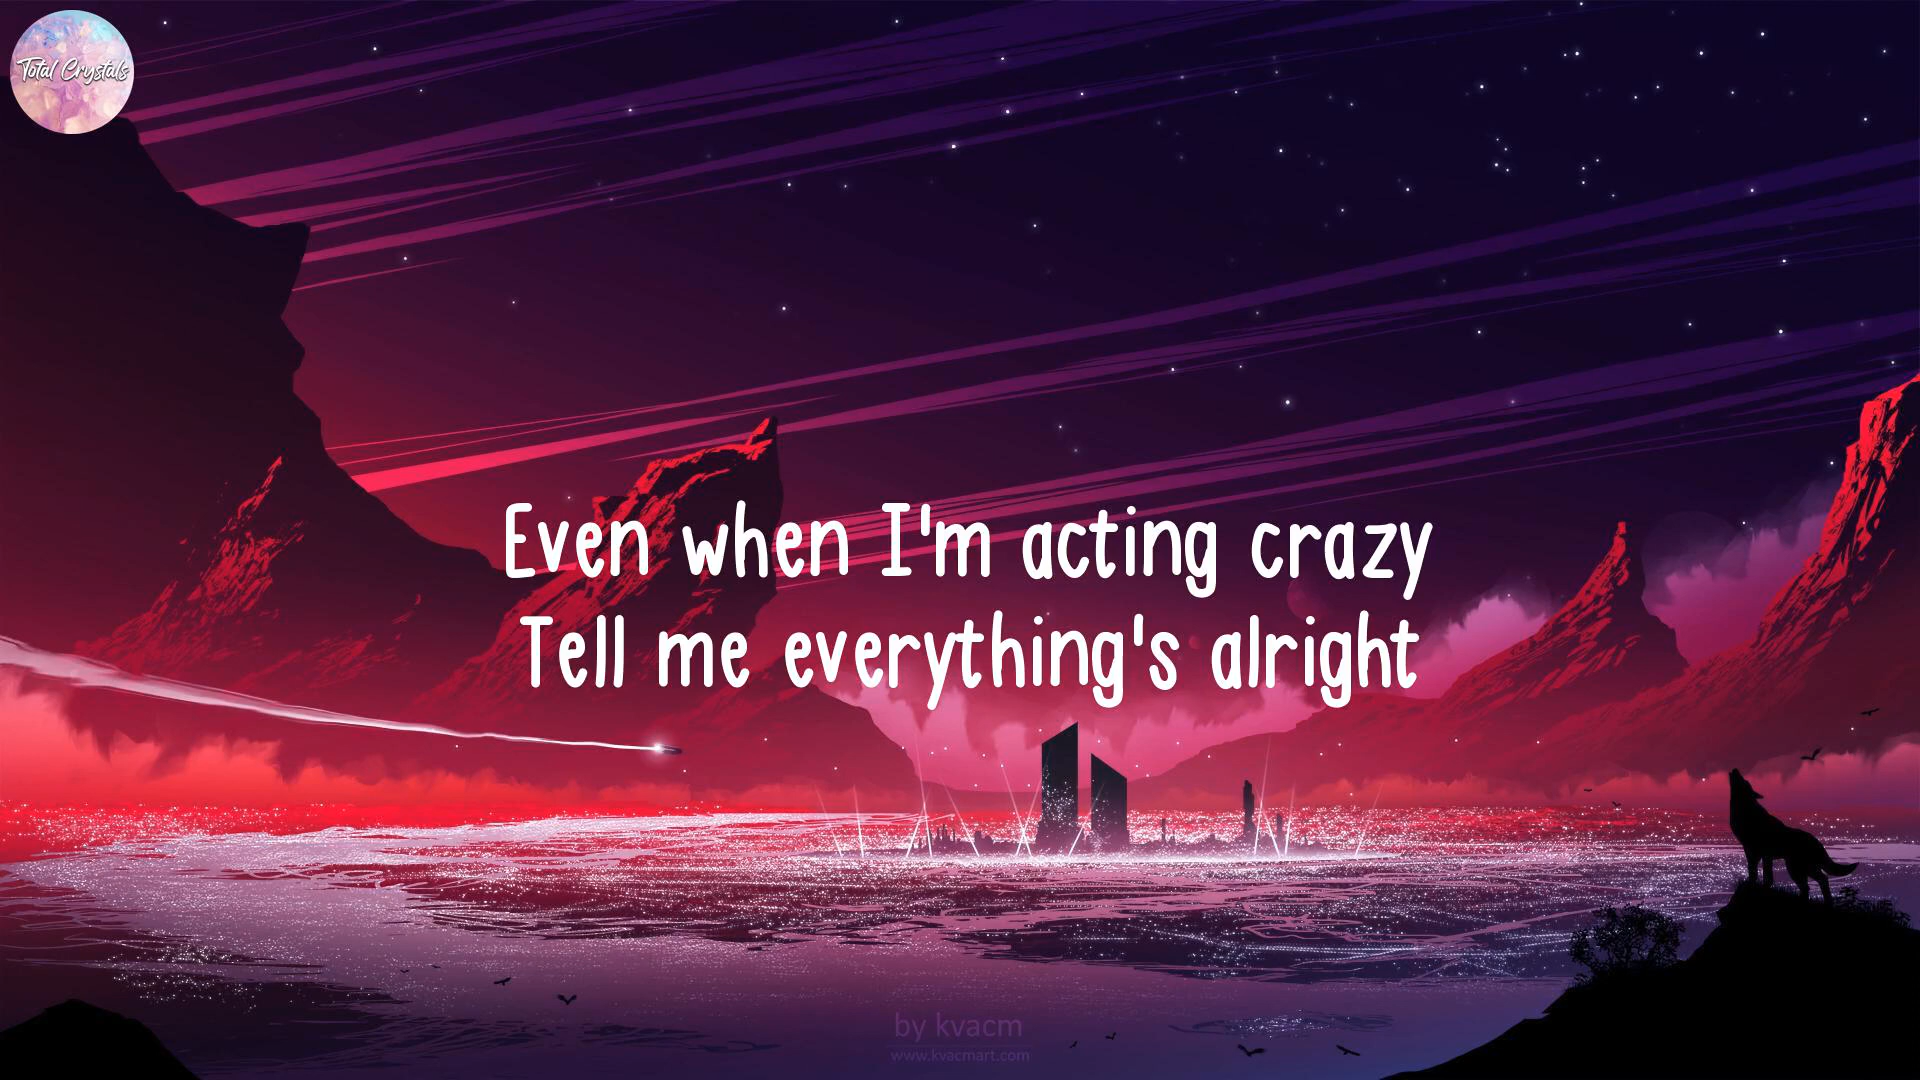 Total Crystals
Even when I'm acting crazy
Tell me everything's alright
by kvacm
www.kvacmart.com